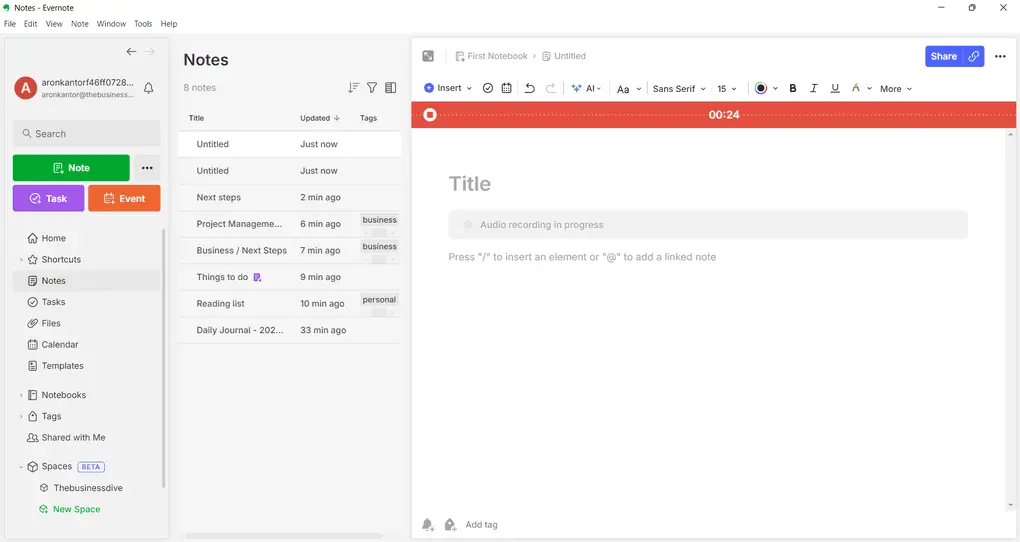 Notes - Evernote
File Edit View Note Window Tools Help
A
aronkantorf46ff0728...
aronkantor@thebusiness...
Search
Note
Task
Event
Home
Shortcuts
Notes
Tasks
Files
Calendar
Templates
Notebooks
Tags
Shared with Me
Spaces BETA
Thebusinessdive
New Space
Notes
8 notes
Title Updated Tags
Untitled Just now
Untitled Just now
Next steps 2 min ago
Project Manageme... 6 min ago business
Business / Next Steps 7 min ago business
Things to do 9 min ago
Reading list 10 min ago personal
Daily Journal - 202... 33 min ago
First Notebook › Untitled
Share
Insert AI Aa Sans Serif 15 B I U A More
00:24
Title
Audio recording in progress
Press "/" to insert an element or "@" to add a linked note
Add tag